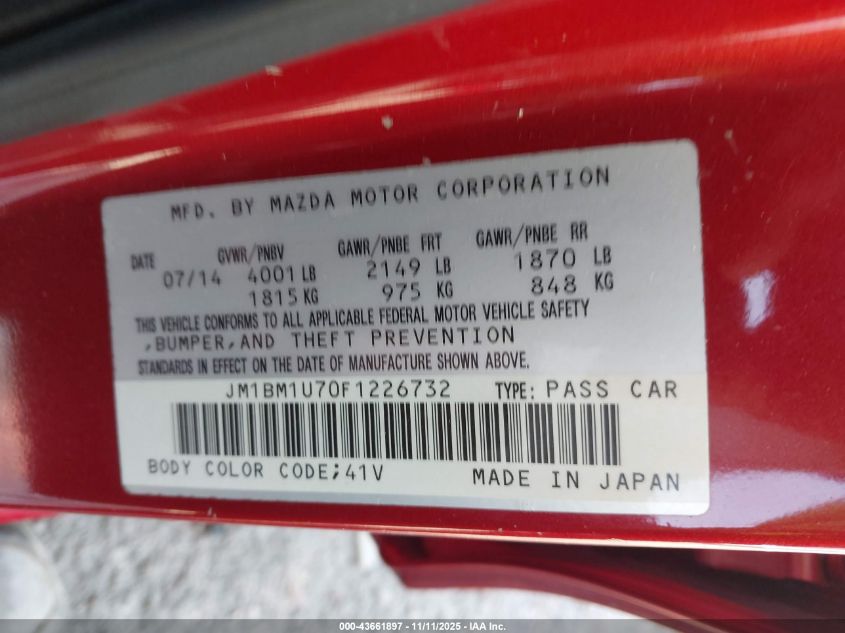 MFD. BY MAZDA MOTOR CORPORATION
DATE GVWR/PNBV GAWR/PNBE FRT GAWR/PNBE RR
07/14 4001 LB 2149 LB 1870 LB
1815 KG 975 KG 848 KG
THIS VEHICLE CONFORMS TO ALL APPLICABLE FEDERAL MOTOR VEHICLE SAFETY
,BUMPER,AND THEFT PREVENTION
STANDARDS IN EFFECT ON THE DATE OF MANUFACTURE SHOWN ABOVE.
JM1BM1U70F1226732 TYPE: PASS CAR
BODY COLOR CODE;41V MADE IN JAPAN
000-43661897 - 11/11/2025 - IAA Inc.